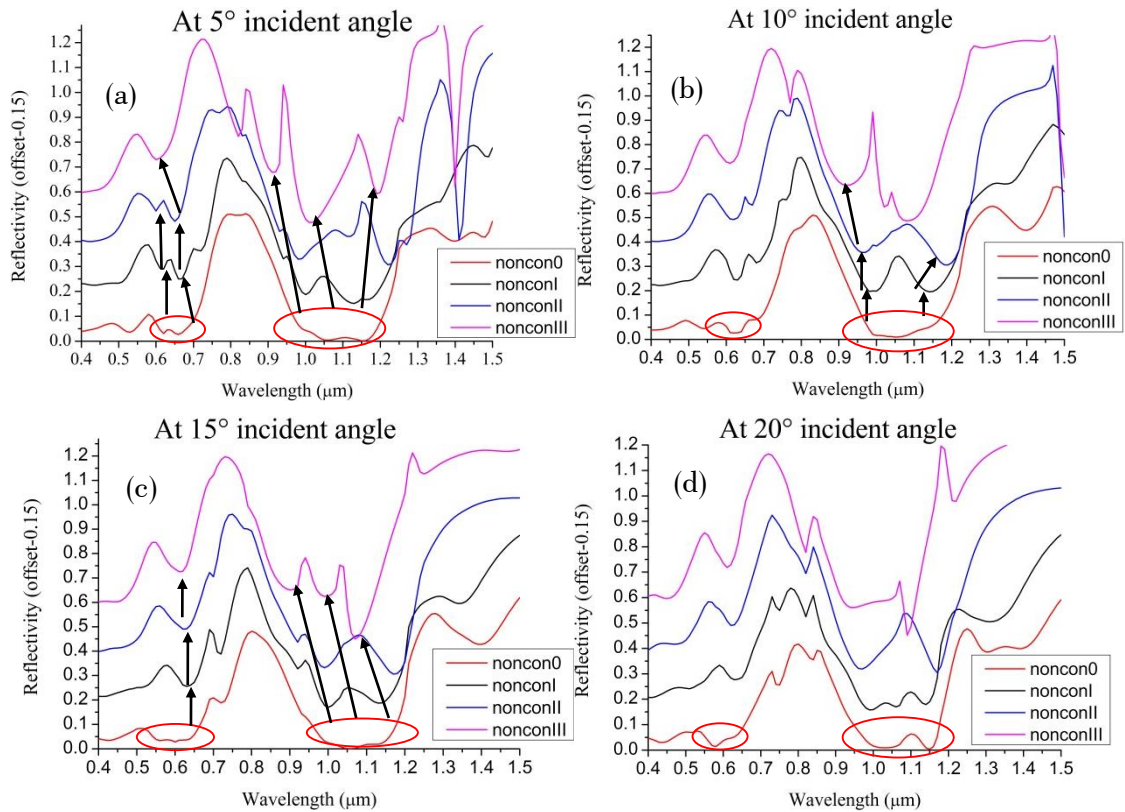 At 5° incident angle
(a)
Reflectivity (offset-0.15)
1.2
1.1
1.0
0.9
0.8
0.7
0.6
0.5
0.4
0.3
0.2
0.1
0.0
noncon0
nonconI
nonconII
nonconIII
0.4 0.5 0.6 0.7 0.8 0.9 1.0 1.1 1.2 1.3 1.4 1.5
Wavelength (μm)
At 10° incident angle
(b)
Reflectivity (offset-0.15)
1.2
1.1
1.0
0.9
0.8
0.7
0.6
0.5
0.4
0.3
0.2
0.1
0.0
noncon0
nonconI
nonconII
nonconIII
0.4 0.5 0.6 0.7 0.8 0.9 1.0 1.1 1.2 1.3 1.4 1.5
Wavelength (μm)
At 15° incident angle
(c)
Reflectivity (offset-0.15)
1.2
1.1
1.0
0.9
0.8
0.7
0.6
0.5
0.4
0.3
0.2
0.1
0.0
noncon0
nonconI
nonconII
nonconIII
0.4 0.5 0.6 0.7 0.8 0.9 1.0 1.1 1.2 1.3 1.4 1.5
Wavelength (μm)
At 20° incident angle
(d)
Reflectivity (offset-0.15)
1.2
1.1
1.0
0.9
0.8
0.7
0.6
0.5
0.4
0.3
0.2
0.1
0.0
noncon0
nonconI
nonconII
nonconIII
0.4 0.5 0.6 0.7 0.8 0.9 1.0 1.1 1.2 1.3 1.4 1.5
Wavelength (μm)